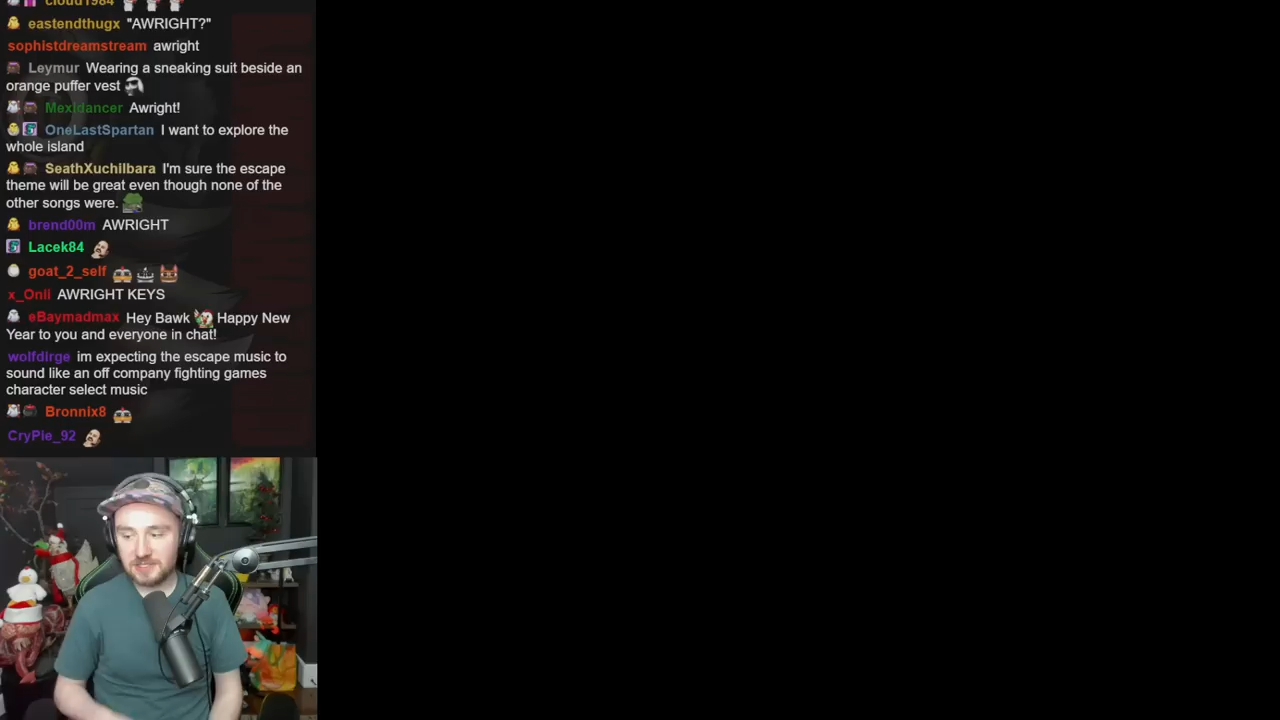 cloud1984
eastendthugx "AWRIGHT?"
sophistdreamstream awright
Leymur Wearing a sneaking suit beside an
orange puffer vest
Mexidancer Awright!
OneLastSpartan I want to explore the
whole island
SeathXuchilbara I'm sure the escape
theme will be great even though none of the
other songs were.
brend00m AWRIGHT
Lacek84
goat_2_self
x_Onii AWRIGHT KEYS
eBaymadmax Hey Bawk Happy New
Year to you and everyone in chat!
wolfdirge im expecting the escape music to
sound like an off company fighting games
character select music
Bronnix8
CryPie_92